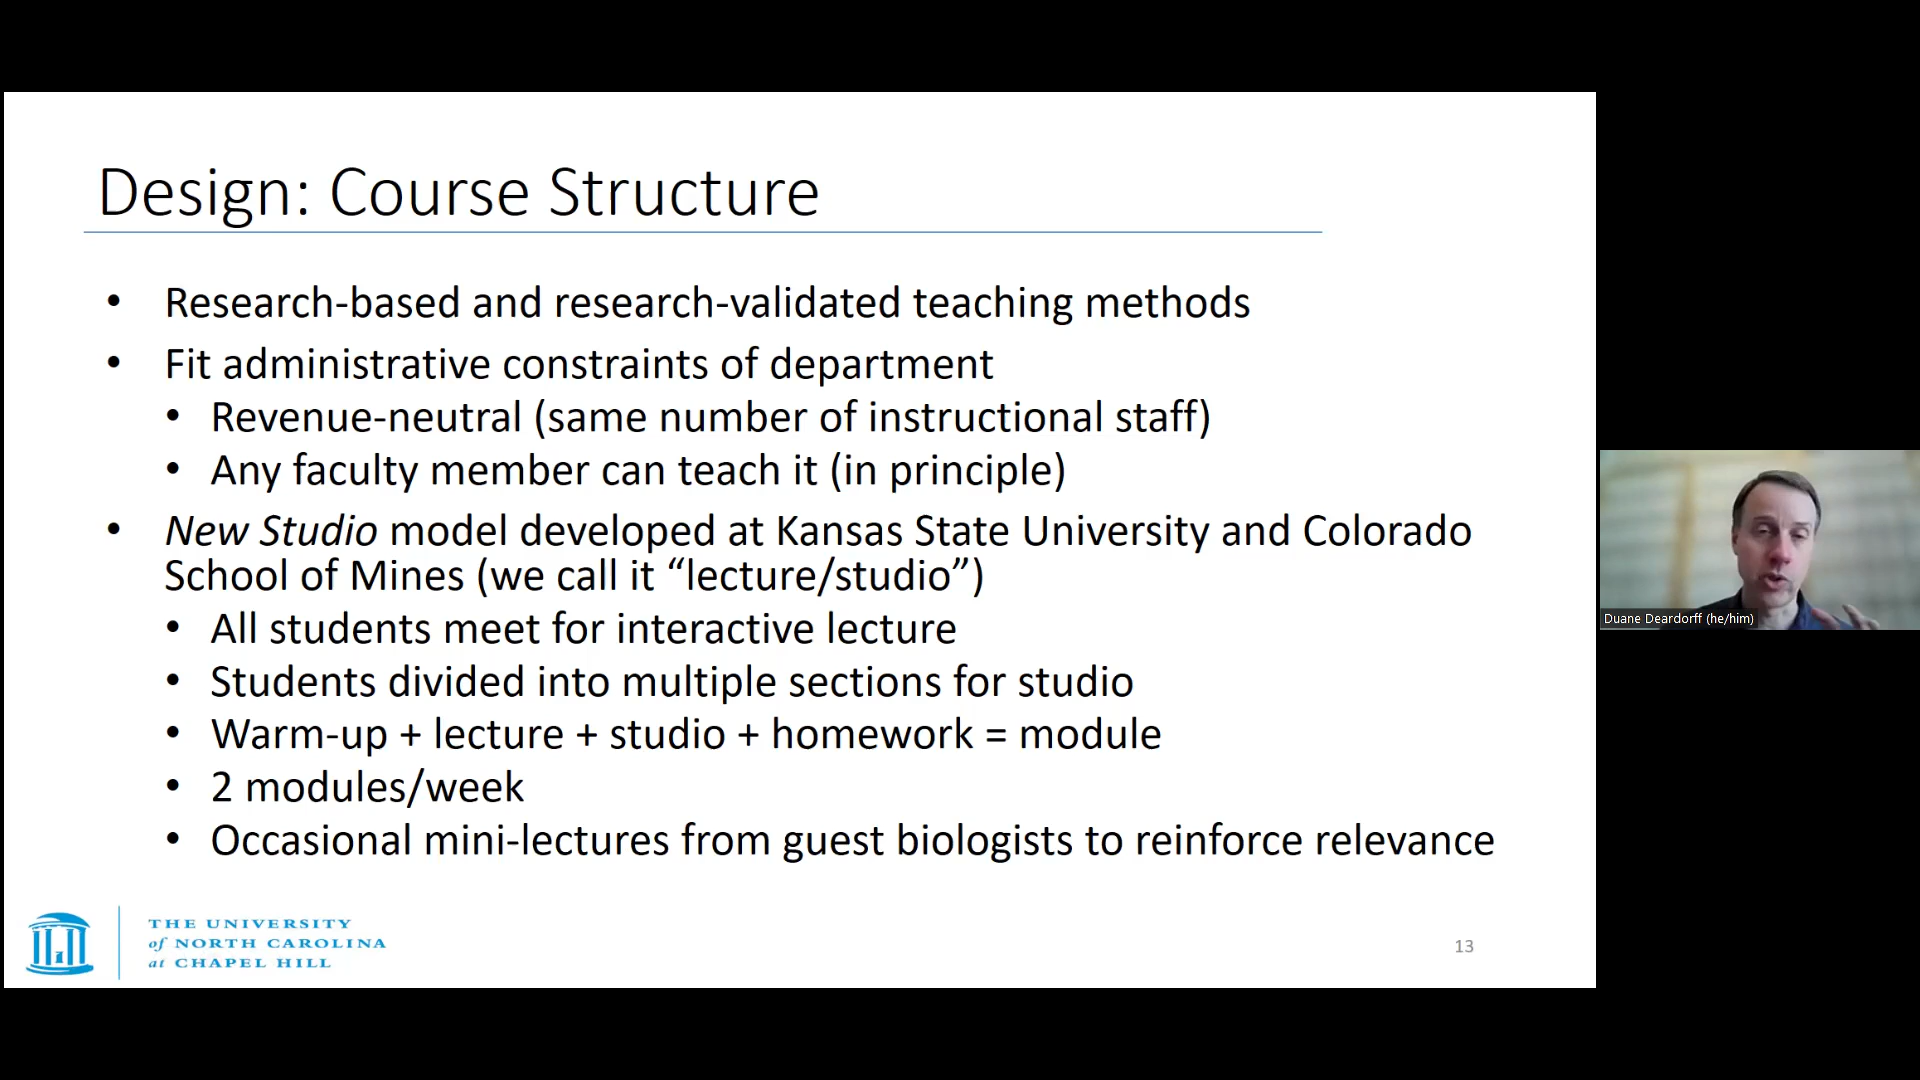 Design: Course Structure
• Research-based and research-validated teaching methods
• Fit administrative constraints of department
• Revenue-neutral (same number of instructional staff)
• Any faculty member can teach it (in principle)
• New Studio model developed at Kansas State University and Colorado
School of Mines (we call it “lecture/studio”)
• All students meet for interactive lecture
• Students divided into multiple sections for studio
• Warm-up + lecture + studio + homework = module
• 2 modules/week
• Occasional mini-lectures from guest biologists to reinforce relevance
THE UNIVERSITY
of NORTH CAROLINA
at CHAPEL HILL
13
Duane Deardorff (he/him)